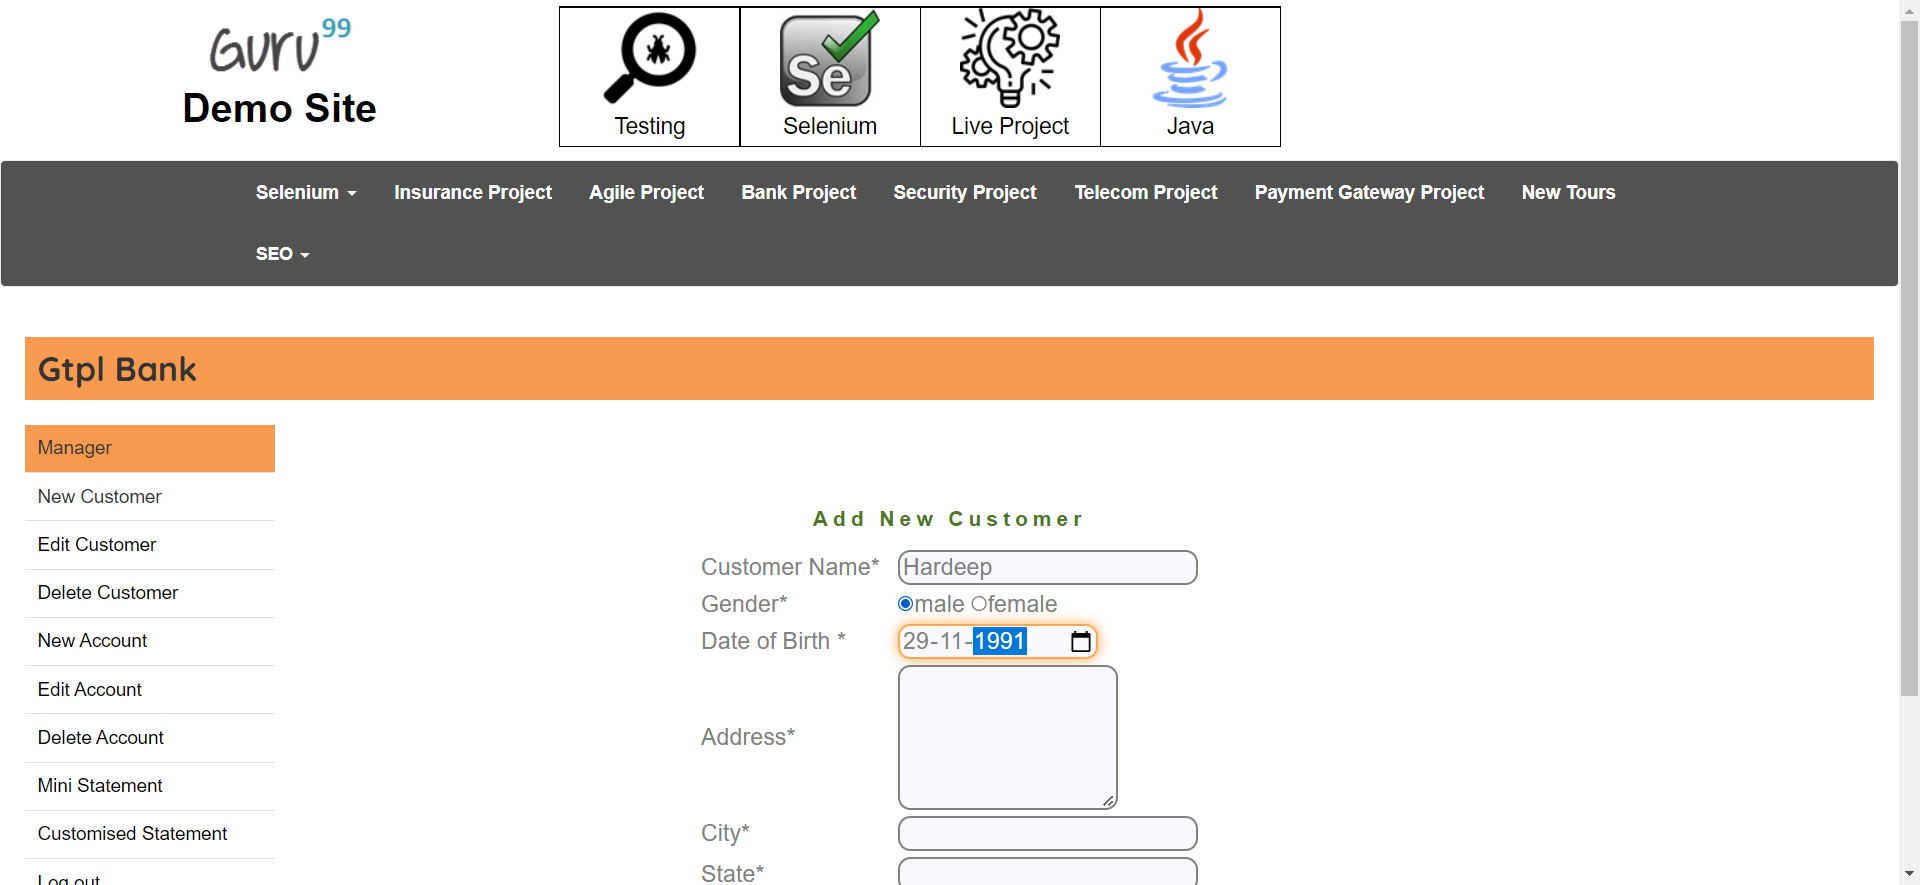 Guru99
Demo Site
Se
Testing
Selenium
Live Project
Java
Selenium
Insurance Project
Agile Project
Bank Project
Security Project
Telecom Project
Payment Gateway Project
New Tours
SEO
Gtpl Bank
Manager
New Customer
Edit Customer
Delete Customer
New Account
Edit Account
Delete Account
Mini Statement
Customised Statement
Log out
Add New Customer
Customer Name* Hardeep
Gender* male female
Date of Birth * 29-11-1991
Address*
City*
State*